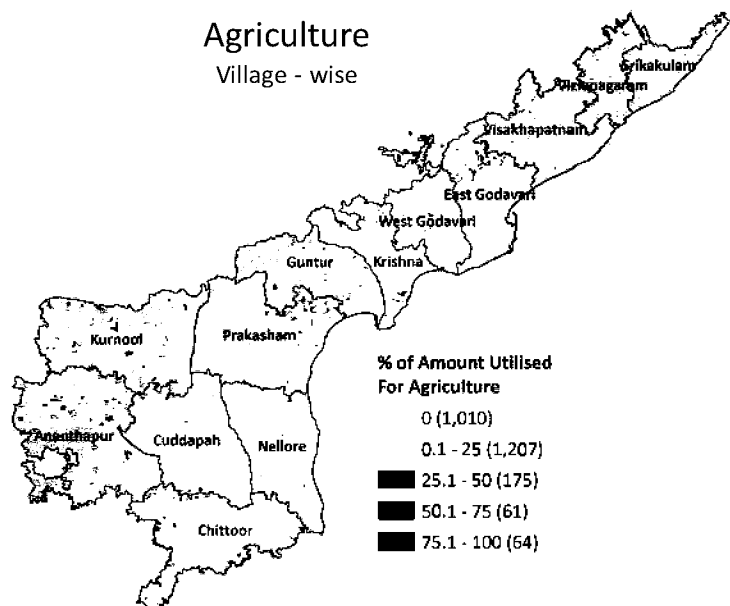 Agriculture
Village - wise
Srikakulam
Vizianagaram
Visakhapatnam
East Godavari
West Godavari
Guntur
Krishna
Kurnool
Prakasham
% of Amount Utilised
For Agriculture
0 (1,010)
0.1 - 25 (1,207)
25.1 - 50 (175)
50.1 - 75 (61)
75.1 - 100 (64)
Ananthapur
Cuddapah
Nellore
Chittoor